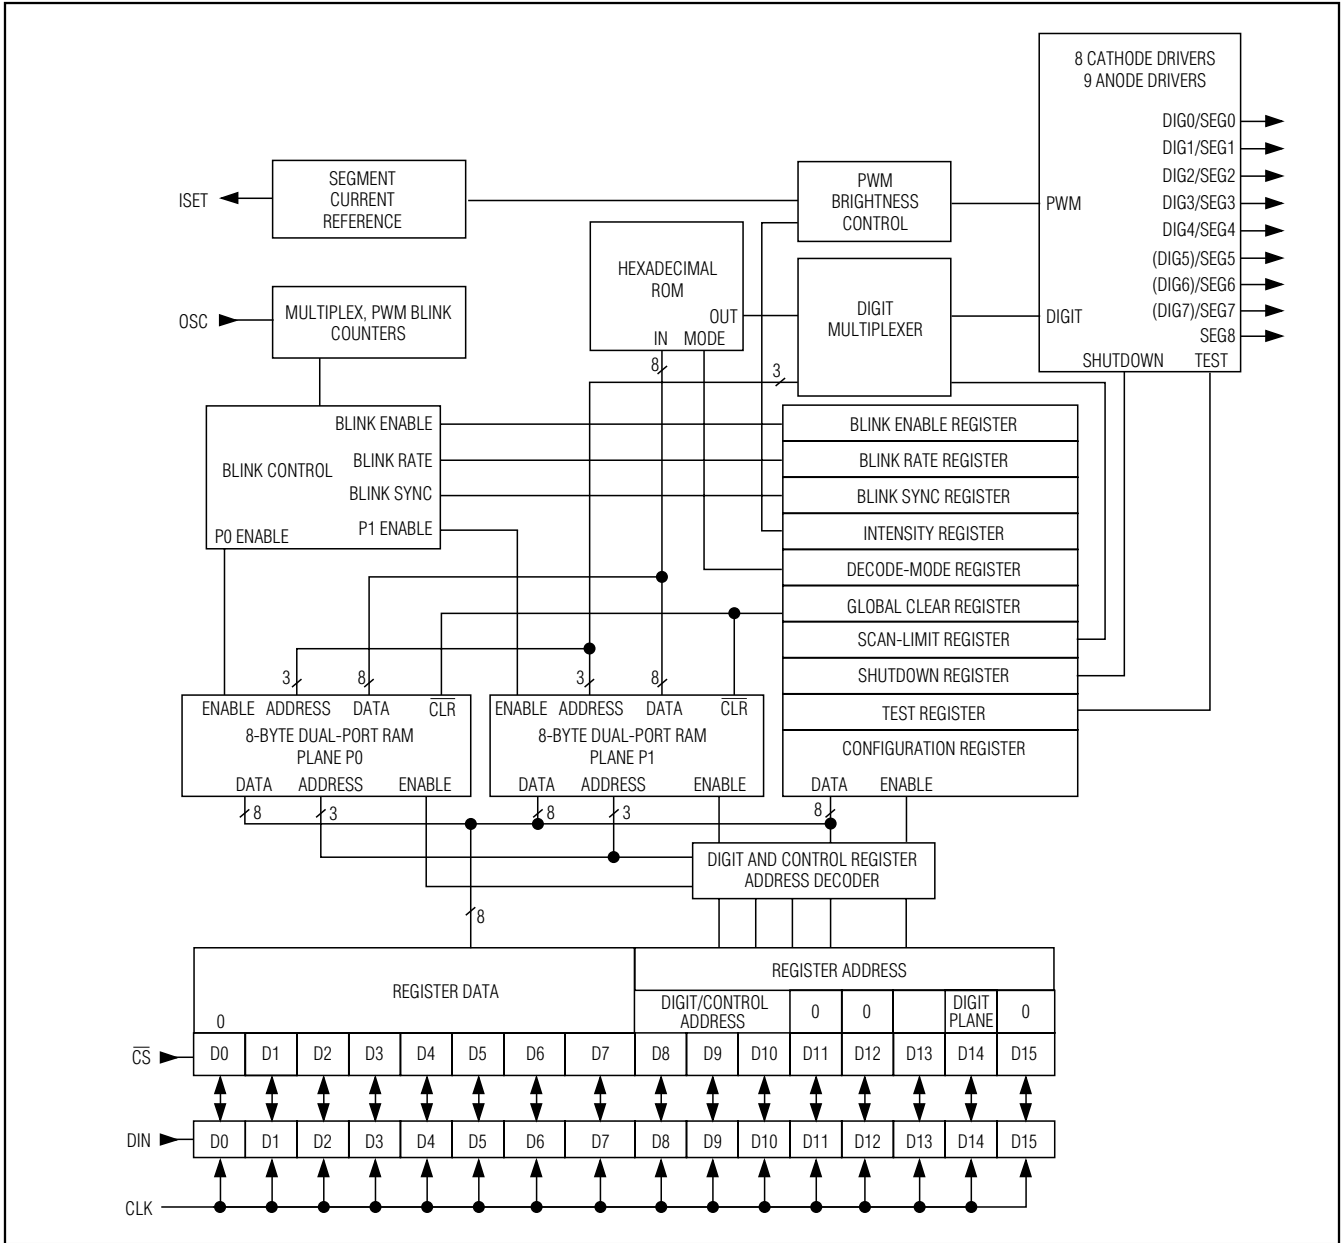 8 CATHODE DRIVERS
9 ANODE DRIVERS
DIG0/SEG0
DIG1/SEG1
DIG2/SEG2
DIG3/SEG3
DIG4/SEG4
(DIG5)/SEG5
(DIG6)/SEG6
(DIG7)/SEG7
SEG8
PWM
DIGIT
SHUTDOWN
TEST
ISET
SEGMENT
CURRENT
REFERENCE
PWM
BRIGHTNESS
CONTROL
HEXADECIMAL
ROM
OUT
IN
MODE
8
DIGIT
MULTIPLEXER
3
OSC
MULTIPLEX, PWM BLINK
COUNTERS
BLINK ENABLE
BLINK CONTROL
BLINK RATE
BLINK SYNC
P0 ENABLE
P1 ENABLE
BLINK ENABLE REGISTER
BLINK RATE REGISTER
BLINK SYNC REGISTER
INTENSITY REGISTER
DECODE-MODE REGISTER
GLOBAL CLEAR REGISTER
SCAN-LIMIT REGISTER
SHUTDOWN REGISTER
TEST REGISTER
CONFIGURATION REGISTER
DATA
ENABLE
8
3
8
3
8
ENABLE ADDRESS DATA CLR
8-BYTE DUAL-PORT RAM
PLANE P0
DATA ADDRESS ENABLE
8
3
ENABLE ADDRESS DATA CLR
8-BYTE DUAL-PORT RAM
PLANE P1
DATA ADDRESS ENABLE
8
3
DIGIT AND CONTROL REGISTER
ADDRESS DECODER
8
REGISTER DATA
0
REGISTER ADDRESS
DIGIT/CONTROL
ADDRESS
0
0
DIGIT
PLANE
0
CS
D0 D1 D2 D3 D4 D5 D6 D7 D8 D9 D10 D11 D12 D13 D14 D15
DIN
D0 D1 D2 D3 D4 D5 D6 D7 D8 D9 D10 D11 D12 D13 D14 D15
CLK